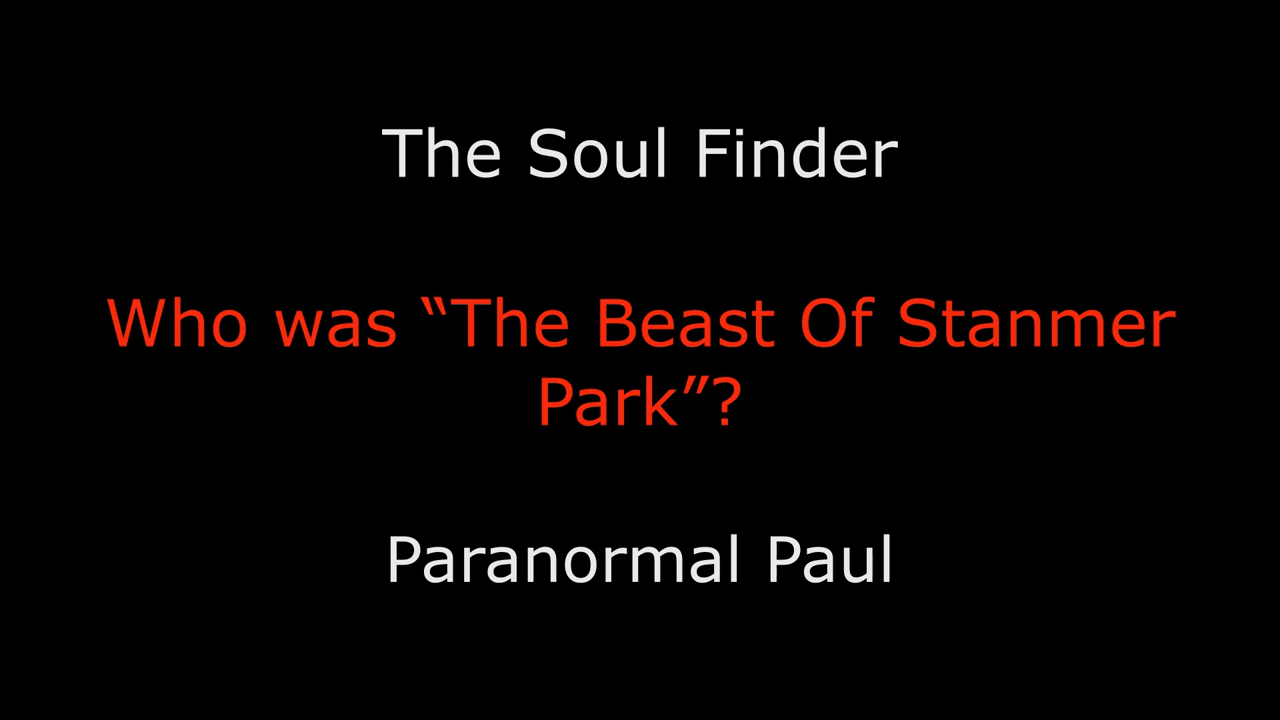 The Soul Finder
Who was “The Beast Of Stanmer
Park”?
Paranormal Paul